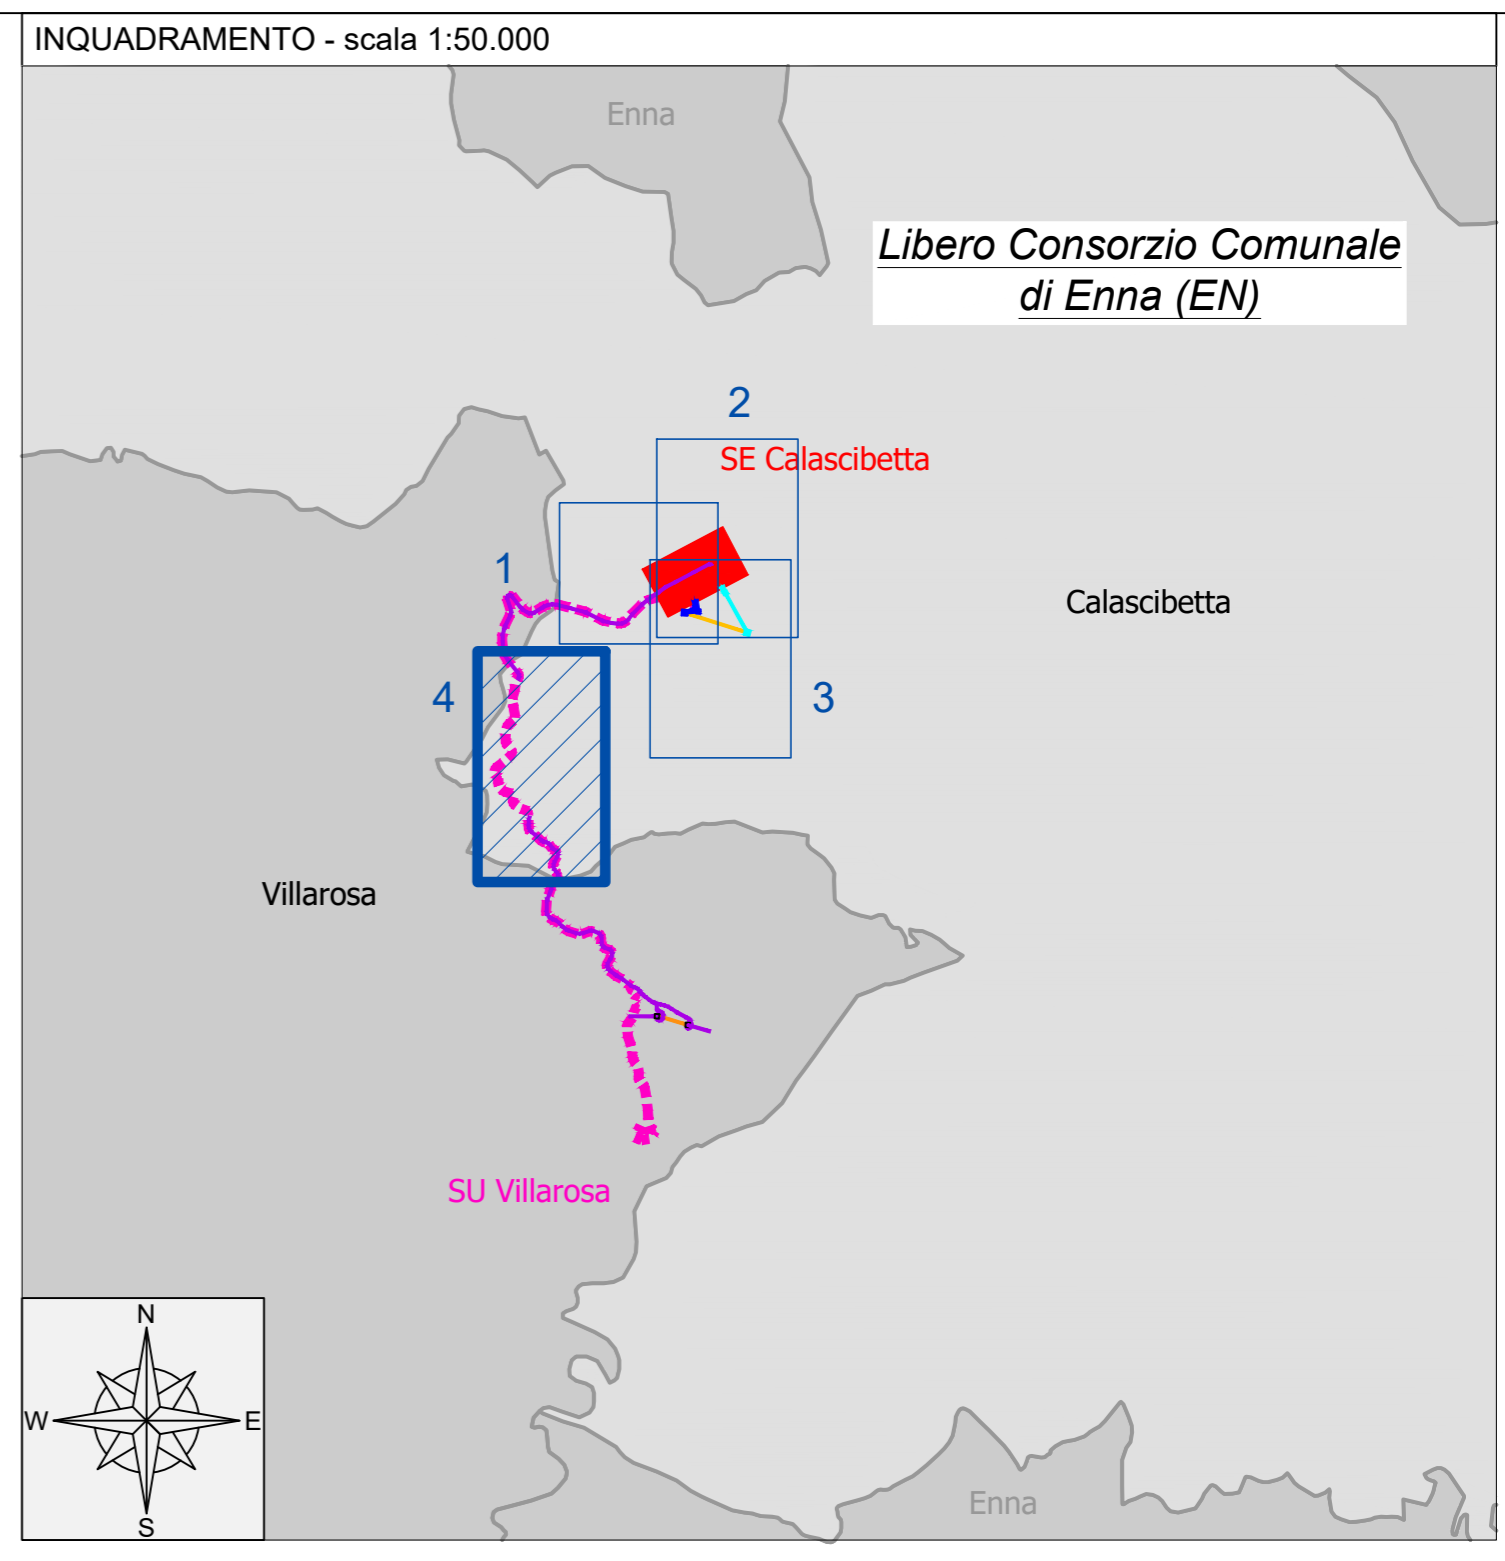 INQUADRAMENTO - scala 1:50.000
Enna
Libero Consorzio Comunale
di Enna (EN)
2
SE Calascibetta
1
Calascibetta
4
3
Villarosa
SU Villarosa
N
W
E
S
Enna